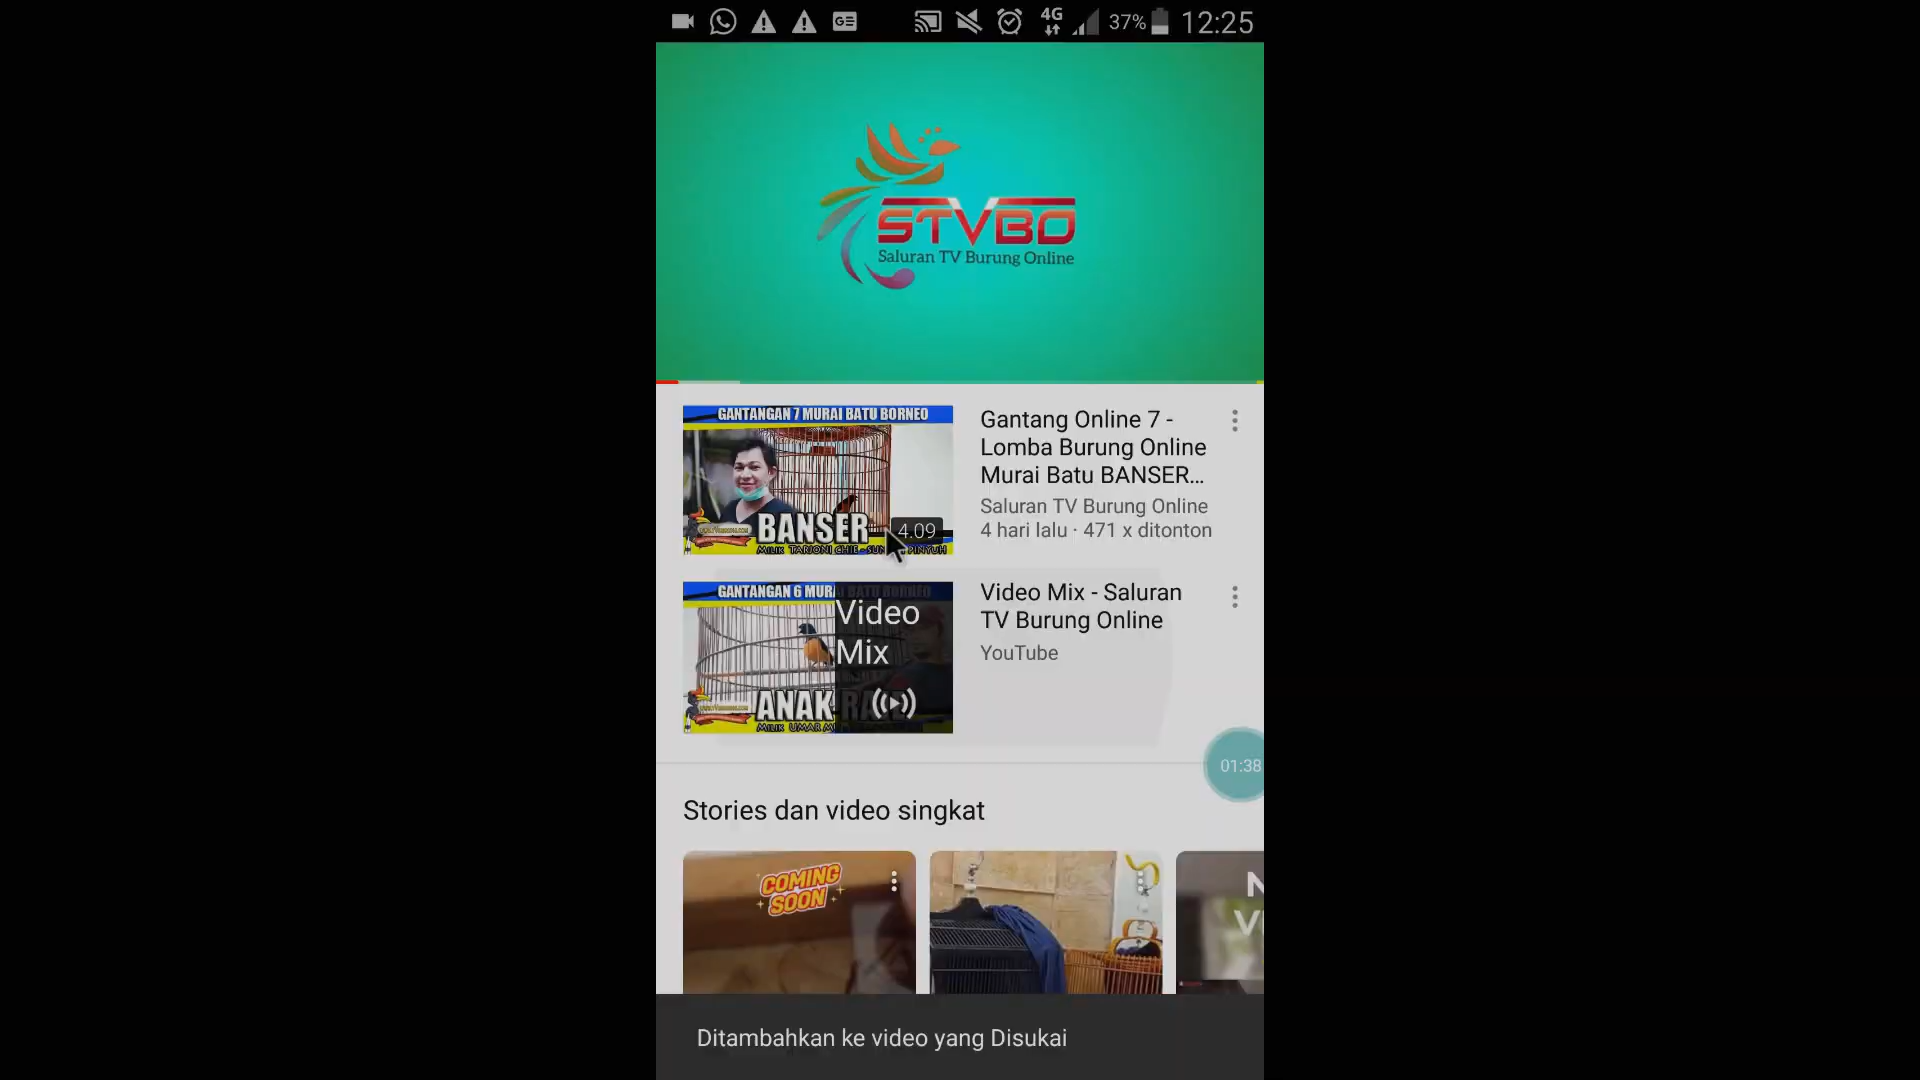 4G
37%
12:25
STVBO
Saluran TV Burung Online
GANTANGAN 7 MURAI BATU BORNEO
BANSER
4.09
Gantang Online 7 -
Lomba Burung Online
Murai Batu BANSER...
Saluran TV Burung Online
4 hari lalu · 471 x ditonton
GANTANGAN 6 MURAI BATU BORNEO
Video
Mix
ANAK
Video Mix - Saluran
TV Burung Online
YouTube
01:38
Stories dan video singkat
COMING
SOON
Ditambahkan ke video yang Disukai